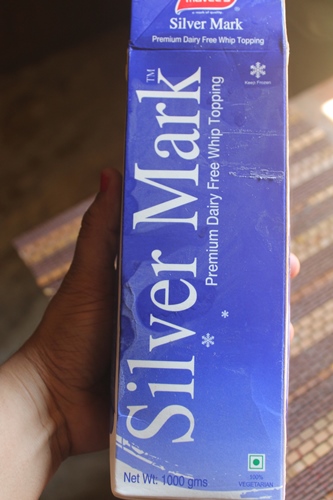 Silver Mark
Premium Dairy Free Whip Topping
Keep Frozen
Silver Mark™
Premium Dairy Free Whip Topping
Net Wt: 1000 gms
100%
VEGETARIAN